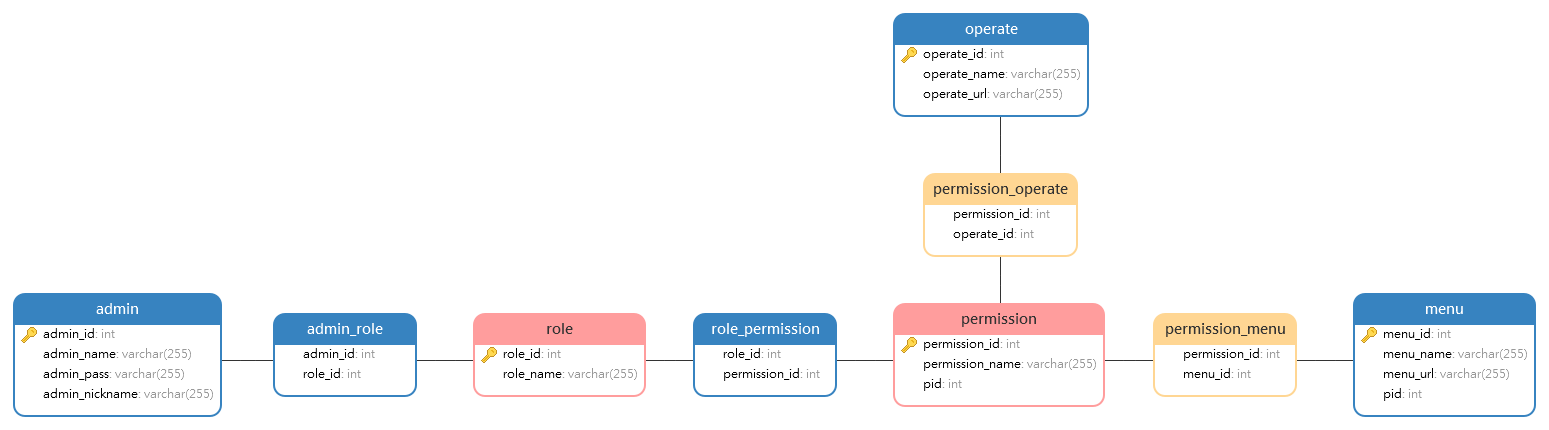 operate
operate_id: int
operate_name: varchar(255)
operate_url: varchar(255)
permission_operate
permission_id: int
operate_id: int
admin
admin_id: int
admin_name: varchar(255)
admin_pass: varchar(255)
admin_nickname: varchar(255)
admin_role
admin_id: int
role_id: int
role
role_id: int
role_name: varchar(255)
role_permission
role_id: int
permission_id: int
permission
permission_id: int
permission_name: varchar(255)
pid: int
permission_menu
permission_id: int
menu_id: int
menu
menu_id: int
menu_name: varchar(255)
menu_url: varchar(255)
pid: int